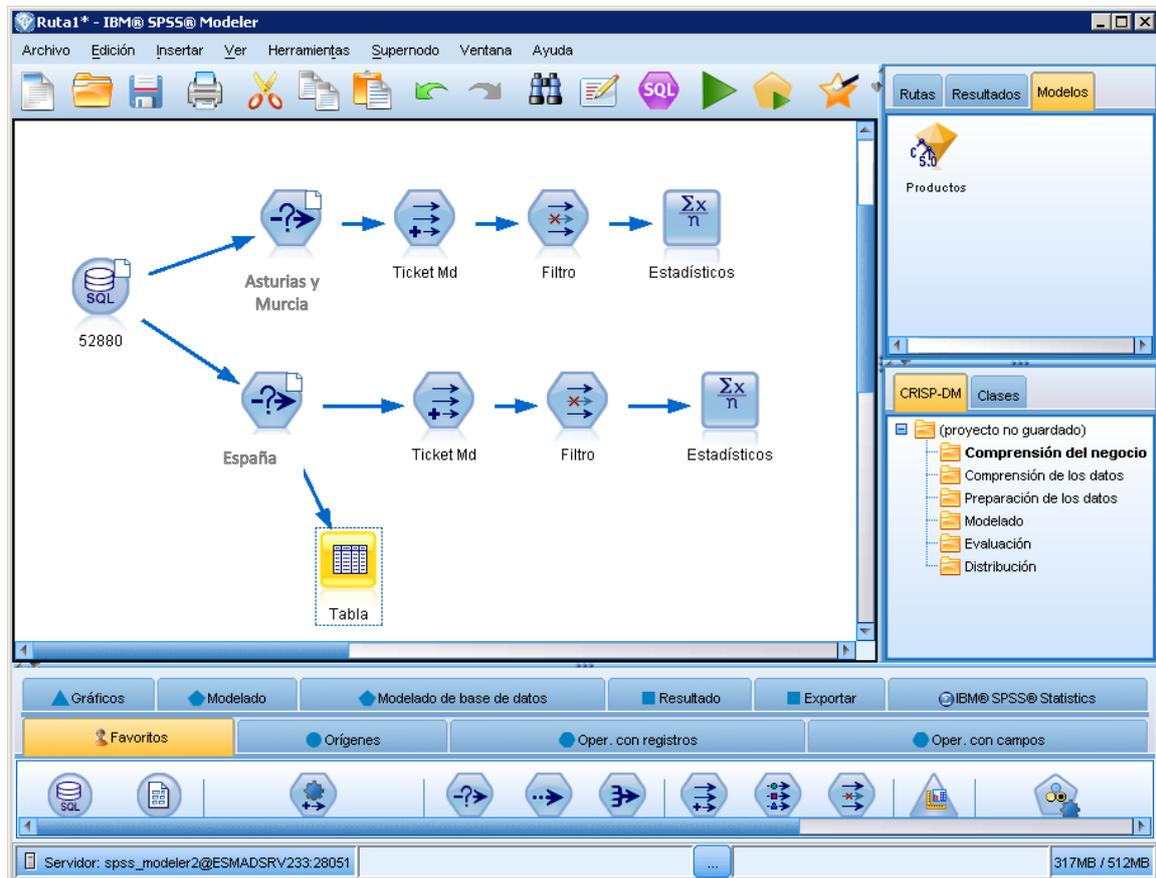 Ruta1* - IBM® SPSS® Modeler
Archivo Edición Insertar Ver Herramientas Supernodo Ventana Ayuda
SQL
Rutas Resultados Modelos
C
S.O
Productos
-?
Σx
n
Ticket Md
Filtro
Estadísticos
Asturias y
Murcia
SQL
52880
-?
Σx
n
España
Ticket Md
Filtro
Estadísticos
Tabla
CRISP-DM Clases
(proyecto no guardado)
Comprensión del negocio
Comprensión de los datos
Preparación de los datos
Modelado
Evaluación
Distribución
Gráficos Modelado Modelado de base de datos Resultado Exportar IBM® SPSS® Statistics
Favoritos Orígenes Oper. con registros Oper. con campos
SQL -?
Servidor: spss_modeler2@ESMADSRV233:28051 ... 317MB / 512MB